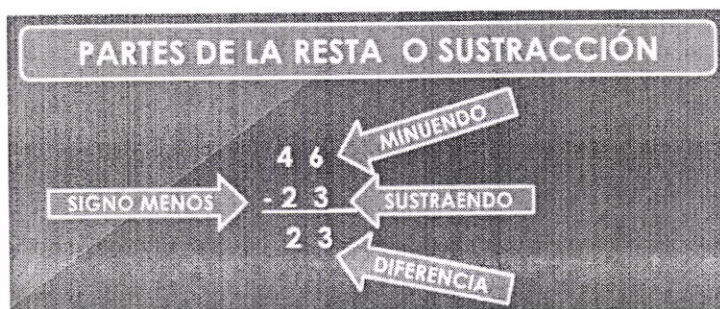 PARTES DE LA RESTA O SUSTRACCIÓN
4 6
MINUENDO
SIGNO MENOS
- 2 3
SUSTRAENDO
2 3
DIFERENCIA